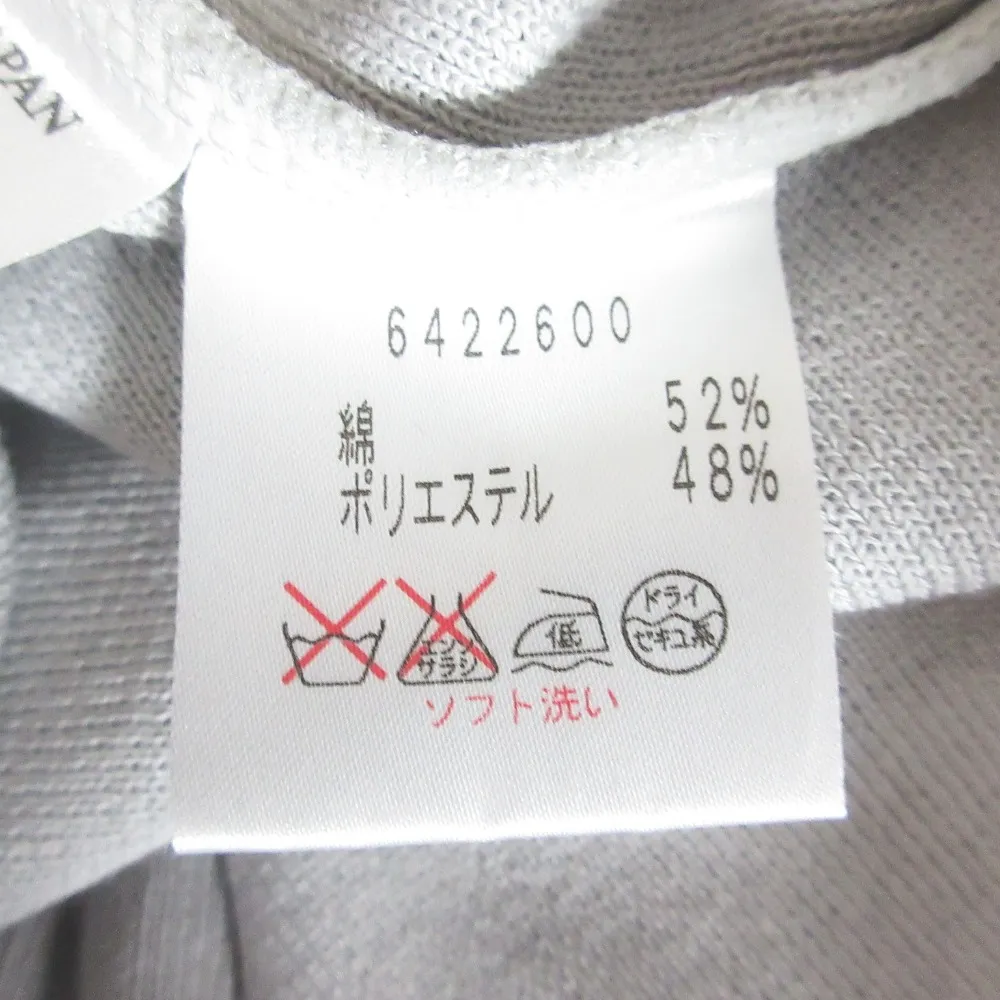 PAN
6422600
綿 52%
ポリエステル 48%
エンソ
サラシ
低
ドライ
セキユ系
ソフト洗い